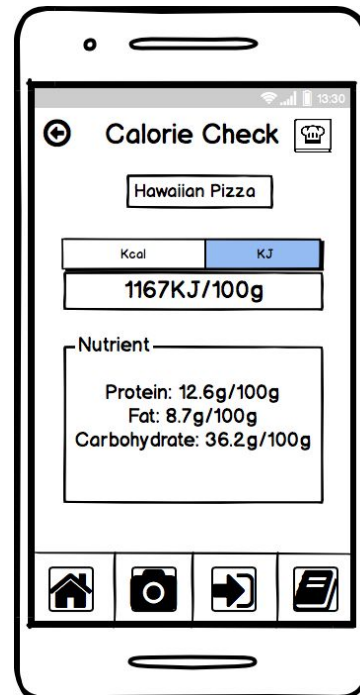 13:30
Calorie Check
Hawaiian Pizza
Kcal KJ
1167KJ/100g
Nutrient
Protein: 12.6g/100g
Fat: 8.7g/100g
Carbohydrate: 36.2g/100g